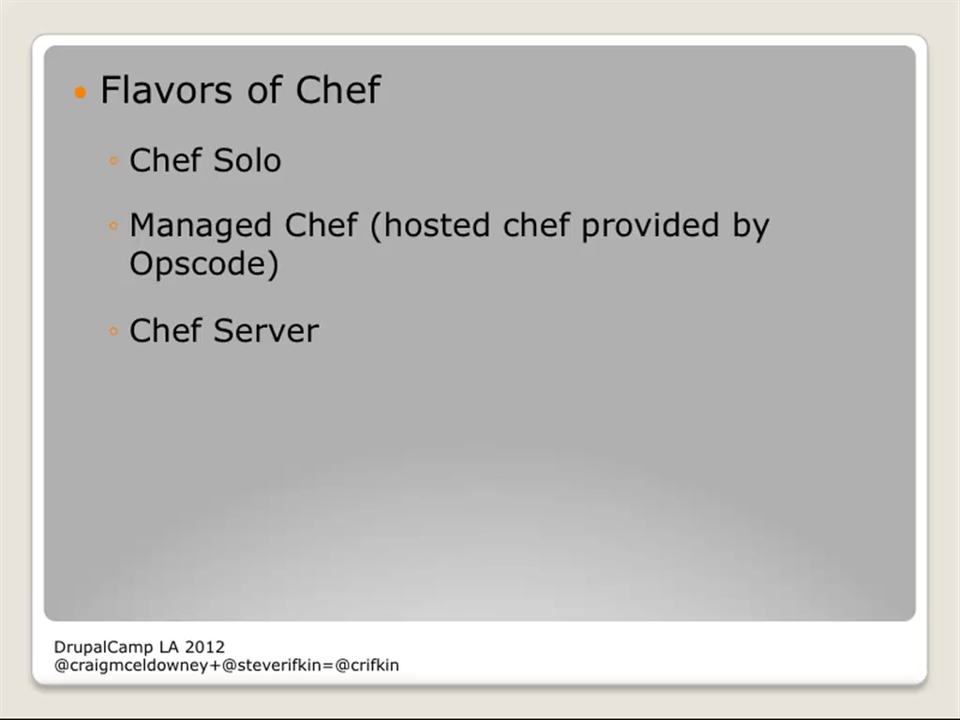 Flavors of Chef
Chef Solo
Managed Chef (hosted chef provided by
Opscode)
Chef Server
DrupalCamp LA 2012
@craigmceldowney+@steverifkin=@crifkin